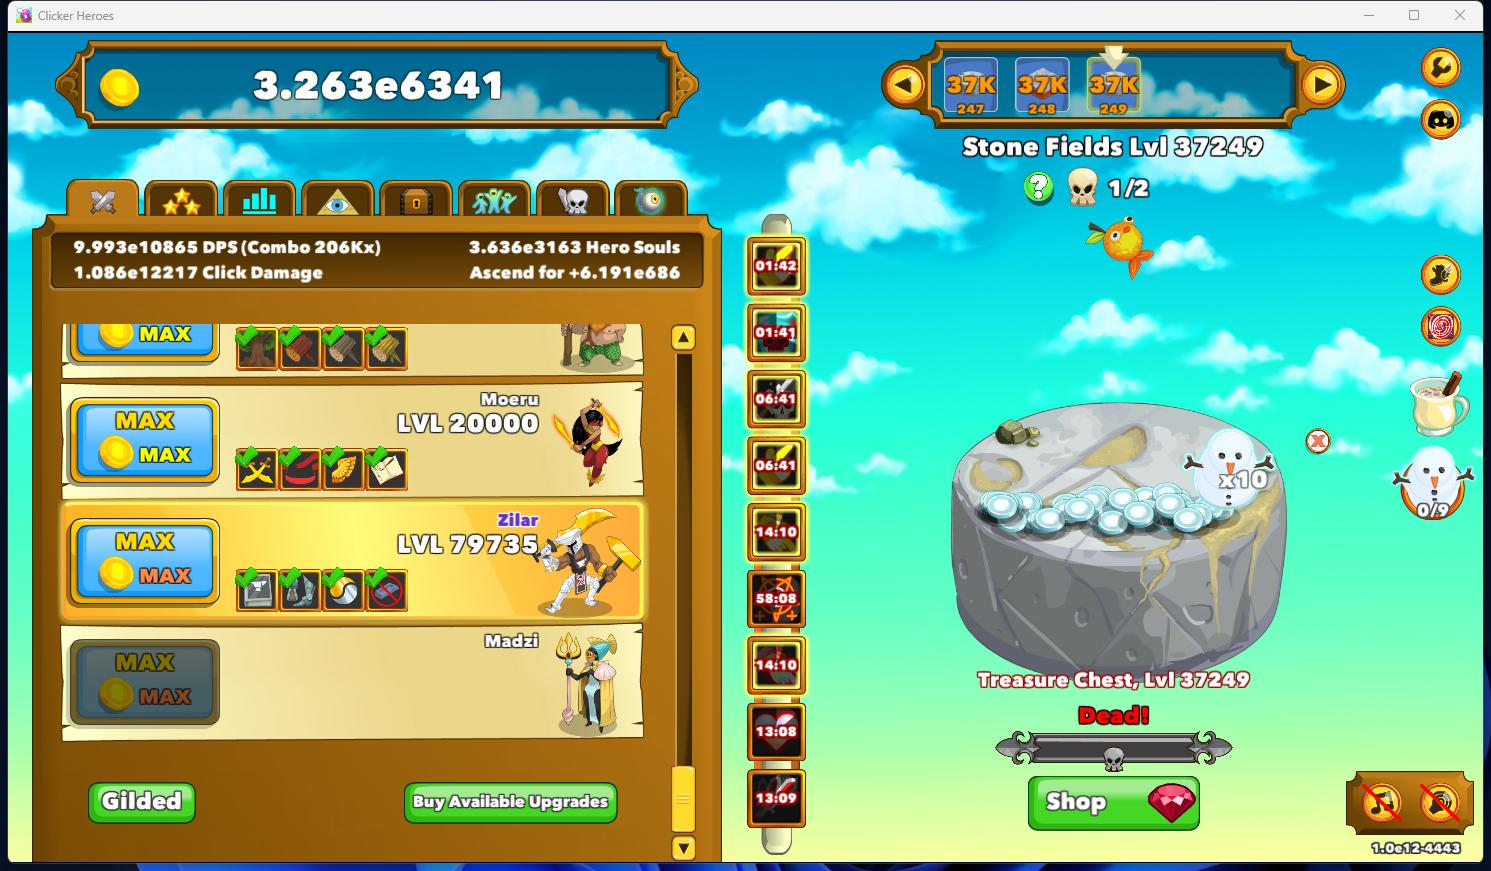 Clicker Heroes
3.263e6341
37K
247
37K
248
37K
249
Stone Fields Lvl 37249
? 1/2
9.993e10865 DPS (Combo 206Kx)
3.636e3163 Hero Souls
1.086e12217 Click Damage
Ascend for +6.191e686
MAX
Moeru
LVL 20000
MAX
MAX
Zilar
LVL 79735
MAX
MAX
Madzi
MAX
MAX
Gilded
Buy Available Upgrades
01:42
01:41
06:41
06:41
14:10
58:08
14:10
13:08
13:09
x10
0/9
Treasure Chest, Lvl 37249
Dead!
Shop
1.0e12-4443